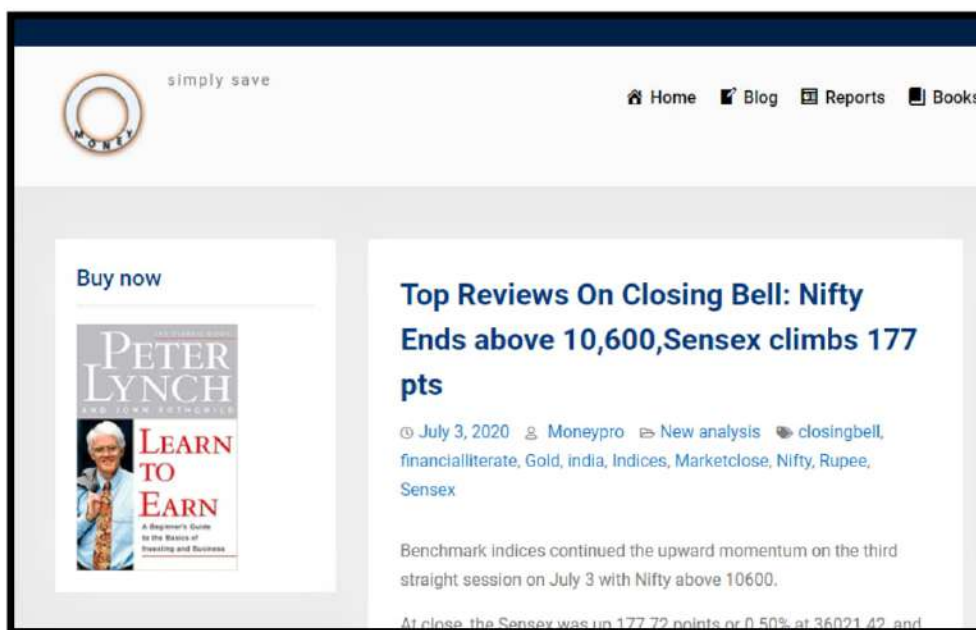 simply save
MONEY
Home Blog Reports Books
Buy now
PETER
LYNCH
AND JOHN ROTHCHILD
LEARN
TO
EARN
A Beginner's Guide
to the Basics of
Investing and Business
Top Reviews On Closing Bell: Nifty
Ends above 10,600,Sensex climbs 177
pts
July 3, 2020 Moneypro New analysis closingbell,
financialliterate, Gold, india, Indices, Marketclose, Nifty, Rupee,
Sensex
Benchmark indices continued the upward momentum on the third
straight session on July 3 with Nifty above 10600.
At close, the Sensex was up 177.72 points or 0.50% at 36021.42, and